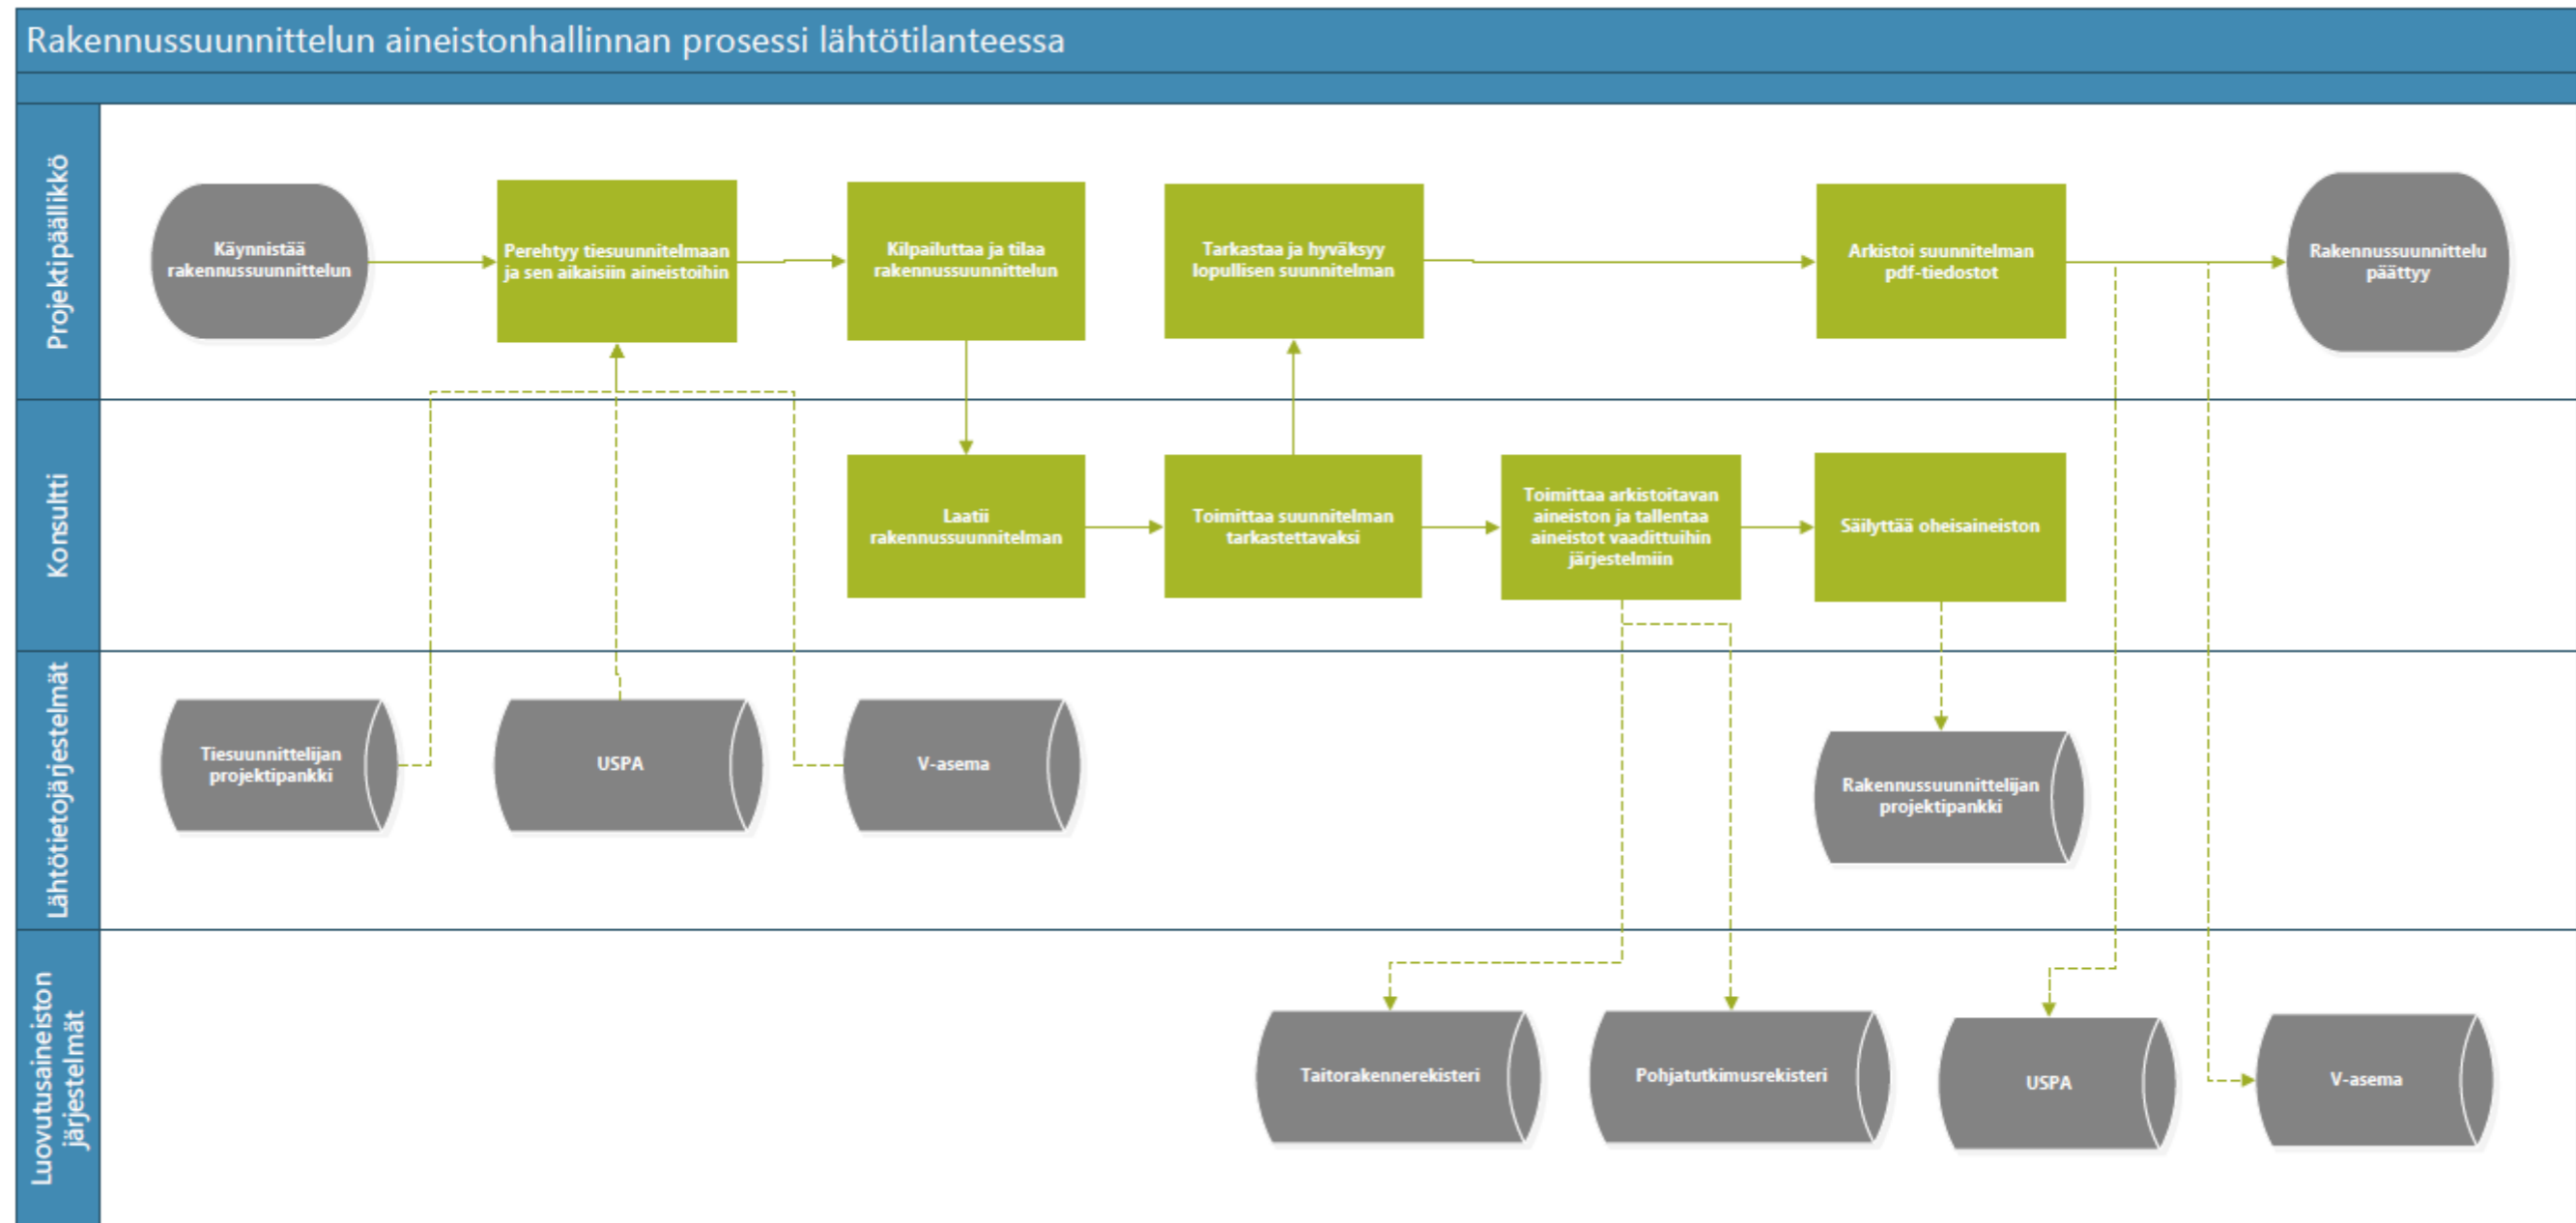 Rakennussuunnittelun aineistonhallinnan prosessi lähtötilanteessa
Projektipäällikkö
Käynnistää
rakennussuunnittelun
Perehtyy tiesuunnitelmaan
ja sen aikaisiin aineistoihin
Kilpailuttaa ja tilaa
rakennussuunnittelun
Tarkastaa ja hyväksyy
lopullisen suunnitelman
Arkistoi suunnitelman
pdf-tiedostot
Rakennussuunnittelu
päättyy
Konsultti
Laatii
rakennussuunnitelman
Toimittaa suunnitelman
tarkastettavaksi
Toimittaa arkistoitavan
aineiston ja tallentaa
aineistot vaadittuihin
järjestelmiin
Säilyttää oheisaineiston
Lähtötietojärjestelmät
Tiesuunnittelijan
projektipankki
USPA
V-asema
Rakennussuunnittelijan
projektipankki
Luovutusaineiston
järjestelmät
Taitorakennerekisteri
Pohjatutkimusrekisteri
USPA
V-asema